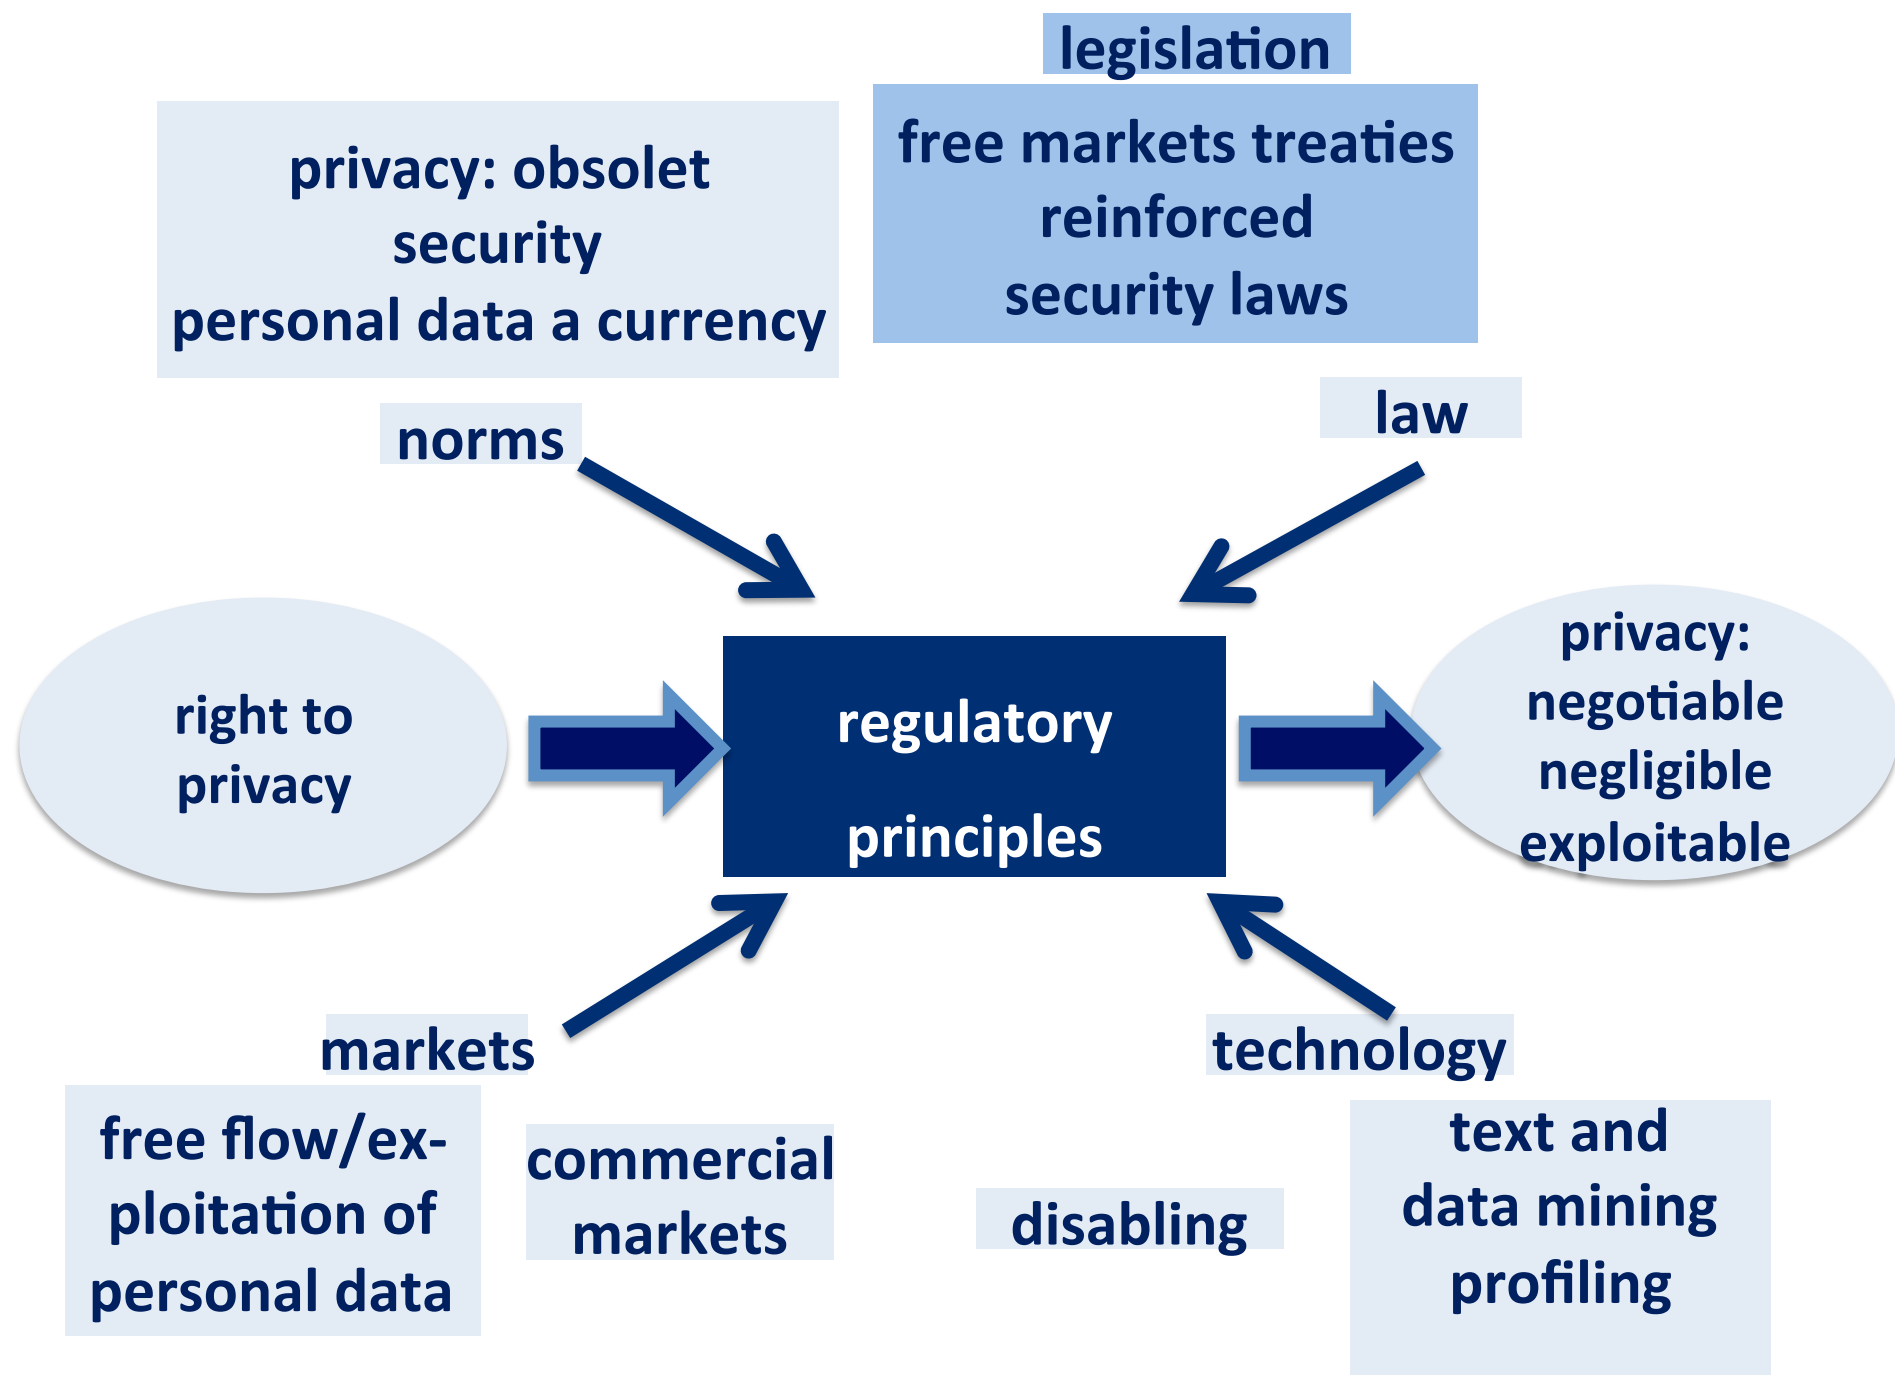 legislation
free markets treaties
reinforced
security laws
privacy: obsolet
security
personal data a currency
norms
law
right to
privacy
regulatory
principles
privacy:
negotiable
negligible
exploitable
markets
technology
free flow/ex-
ploitation of
personal data
commercial
markets
disabling
text and
data mining
profiling